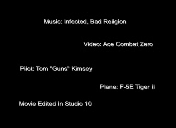 Music: Infected, Bad Religion
Video: Ace Combat Zero
Pilot: Tom "Guns" Kimsey
Plane: F-5E Tiger II
Movie Edited In Studio 10